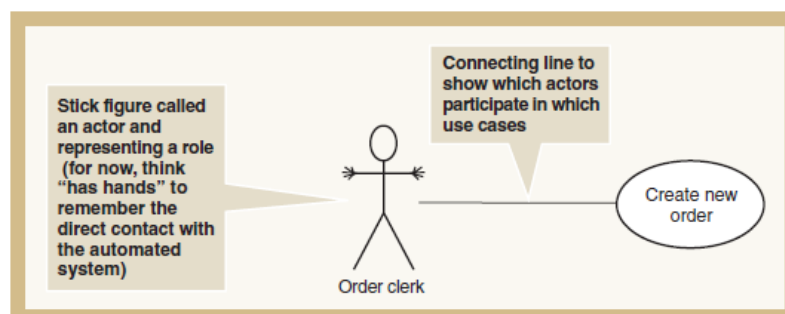 Stick figure called
an actor and
representing a role
(for now, think
“has hands” to
remember the
direct contact with
the automated
system)
Connecting line to
show which actors
participate in which
use cases
Create new
order
Order clerk